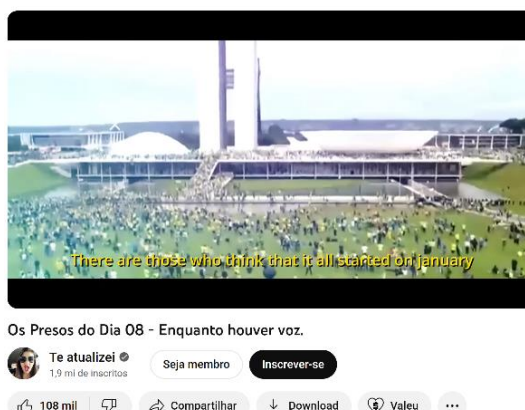 There are those who think that it all started on january
Os Presos do Dia 08 - Enquanto houver voz.
Te atualizei
1,9 mi de inscritos
Seja membro
Inscrever-se
108 mil
Compartilhar
Download
Valeu